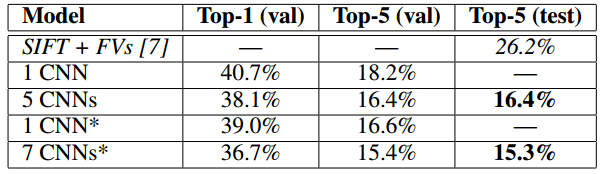 Model Top-1 (val) Top-5 (val) Top-5 (test)
SIFT + FVs [7] — — 26.2%
1 CNN 40.7% 18.2% —
5 CNNs 38.1% 16.4% 16.4%
1 CNN* 39.0% 16.6% —
7 CNNs* 36.7% 15.4% 15.3%